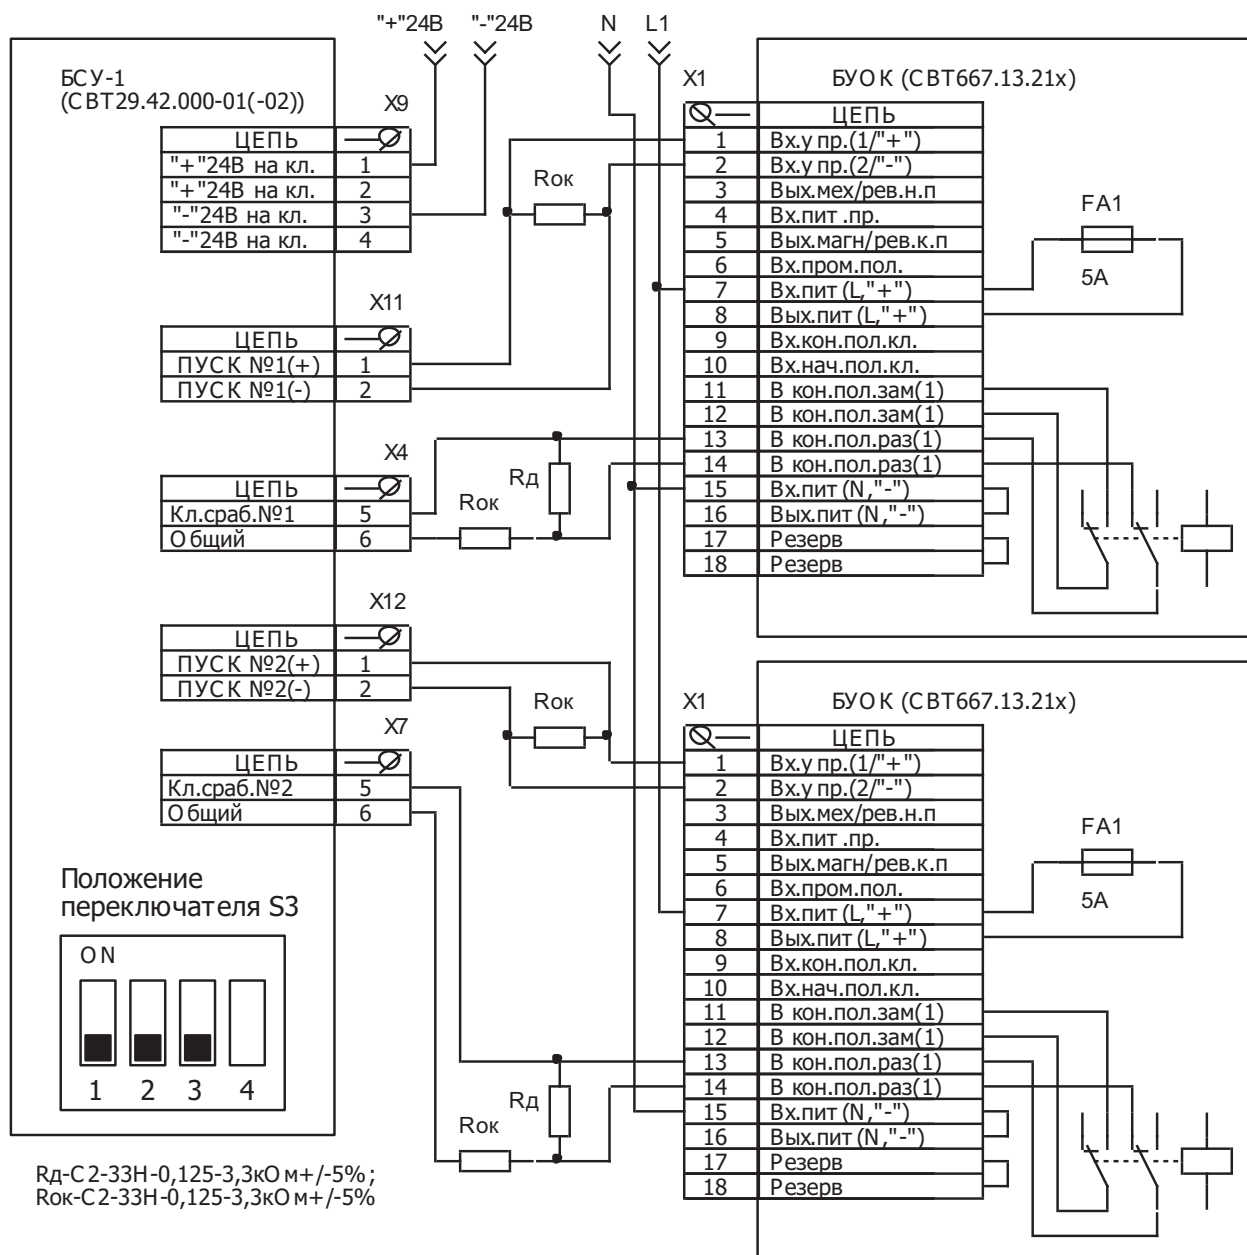 "+"24В "-"24В N L1
БСУ-1
(СВТ29.42.000-01(-02))
X9
ЦЕПЬ
"+"24В на кл. 1
"+"24В на кл. 2
"-"24В на кл. 3
"-"24В на кл. 4
X11
ЦЕПЬ
ПУСК №1(+) 1
ПУСК №1(-) 2
X4
ЦЕПЬ
Кл.сраб.№1 5
Общий 6
X12
ЦЕПЬ
ПУСК №2(+) 1
ПУСК №2(-) 2
X7
ЦЕПЬ
Кл.сраб.№2 5
Общий 6
Положение
переключателя S3
ON
1 2 3 4
Rд-С2-33Н-0,125-3,3кОм+/-5%;
Rок-С2-33Н-0,125-3,3кОм+/-5%
Rок
Rд
Rок
Rок
Rд
Rок
X1
БУОК (СВТ667.13.21х)
ЦЕПЬ
1 Вх.упр.(1/"+")
2 Вх.упр.(2/"-")
3 Вых.мех/рев.н.п
4 Вх.пит.пр.
5 Вых.магн/рев.к.п
6 Вх.пром.пол.
7 Вх.пит(L,"+")
8 Вых.пит(L,"+")
9 Вх.кон.пол.кл.
10 Вх.нач.пол.кл.
11 В кон.пол.зам(1)
12 В кон.пол.зам(1)
13 В кон.пол.раз(1)
14 В кон.пол.раз(1)
15 Вх.пит(N,"-")
16 Вых.пит(N,"-")
17 Резерв
18 Резерв
FA1
5А
X1
БУОК (СВТ667.13.21х)
ЦЕПЬ
1 Вх.упр.(1/"+")
2 Вх.упр.(2/"-")
3 Вых.мех/рев.н.п
4 Вх.пит.пр.
5 Вых.магн/рев.к.п
6 Вх.пром.пол.
7 Вх.пит(L,"+")
8 Вых.пит(L,"+")
9 Вх.кон.пол.кл.
10 Вх.нач.пол.кл.
11 В кон.пол.зам(1)
12 В кон.пол.зам(1)
13 В кон.пол.раз(1)
14 В кон.пол.раз(1)
15 Вх.пит(N,"-")
16 Вых.пит(N,"-")
17 Резерв
18 Резерв
FA1
5А